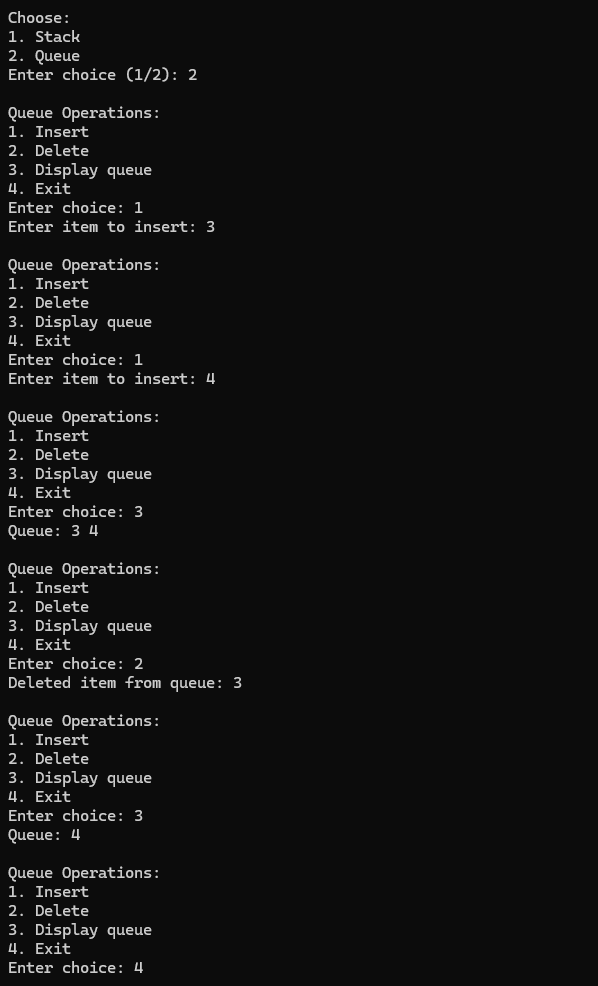 Choose:
1. Stack
2. Queue
Enter choice (1/2): 2

Queue Operations:
1. Insert
2. Delete
3. Display queue
4. Exit
Enter choice: 1
Enter item to insert: 3

Queue Operations:
1. Insert
2. Delete
3. Display queue
4. Exit
Enter choice: 1
Enter item to insert: 4

Queue Operations:
1. Insert
2. Delete
3. Display queue
4. Exit
Enter choice: 3
Queue: 3 4

Queue Operations:
1. Insert
2. Delete
3. Display queue
4. Exit
Enter choice: 2
Deleted item from queue: 3

Queue Operations:
1. Insert
2. Delete
3. Display queue
4. Exit
Enter choice: 3
Queue: 4

Queue Operations:
1. Insert
2. Delete
3. Display queue
4. Exit
Enter choice: 4